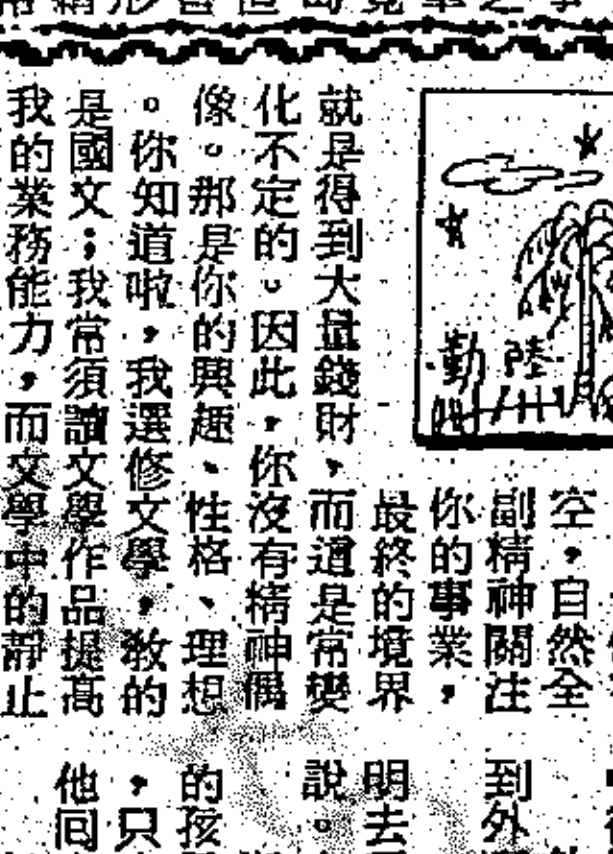 陸
勤
空，自然全
副精神關注
你的事業，
最終的境界
就是得到大量錢財，而這是常變
化不定的。因此，你沒有精神偶
像。那是你的興趣、性格、理想
。你知道啦，我選修文學，教的
是國文；我常須讀文學作品提高
我的業務能力，而文學中的靜止
到外
明去
說。
的孩
，只
他回